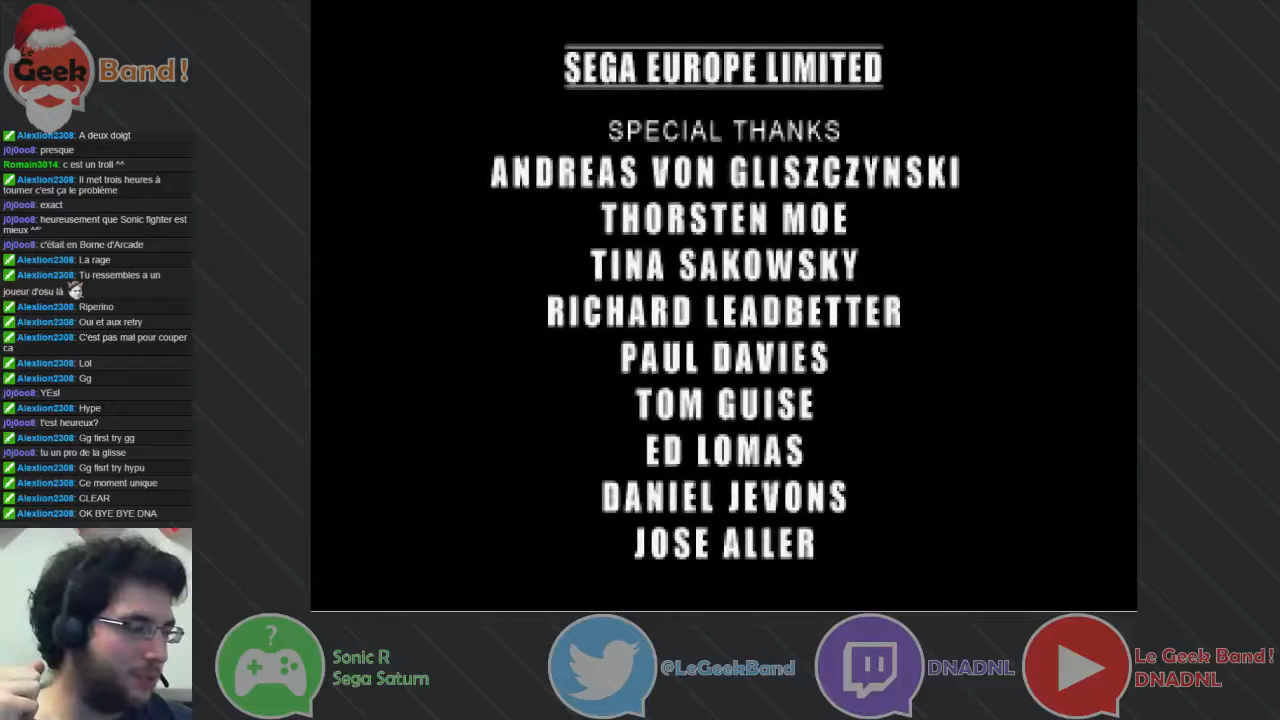 Le
Geek Band !
Alexlion2308: A deux doigt
j0j0oo8: presque
Romain3014: c est un troll ^^
Alexlion2308: Il met trois heures à
tourner c'est ça le problème
j0j0oo8: exact
j0j0oo8: heureusement que Sonic fighter est
mieux ^^'
j0j0oo8: c'était en Borne d'Arcade
Alexlion2308: La rage
Alexlion2308: Tu ressembles a un
joueur d'osu là
Alexlion2308: Riperino
Alexlion2308: Oui et aux retry
Alexlion2308: C'est pas mal pour couper
ca
Alexlion2308: Lol
Alexlion2308: Gg
j0j0oo8: YEs!
Alexlion2308: Hype
j0j0oo8: t'est heureux?
Alexlion2308: Gg first try gg
j0j0oo8: tu un pro de la glisse
Alexlion2308: Gg fisrt try hypu
Alexlion2308: Ce moment unique
Alexlion2308: CLEAR
Alexlion2308: OK BYE BYE DNA
SEGA EUROPE LIMITED
SPECIAL THANKS
ANDREAS VON GLISZCZYNSKI
THORSTEN MOE
TINA SAKOWSKY
RICHARD LEADBETTER
PAUL DAVIES
TOM GUISE
ED LOMAS
DANIEL JEVONS
JOSE ALLER
?
Sonic R
Sega Saturn
@LeGeekBand
DNADNL
Le Geek Band !
DNADNL